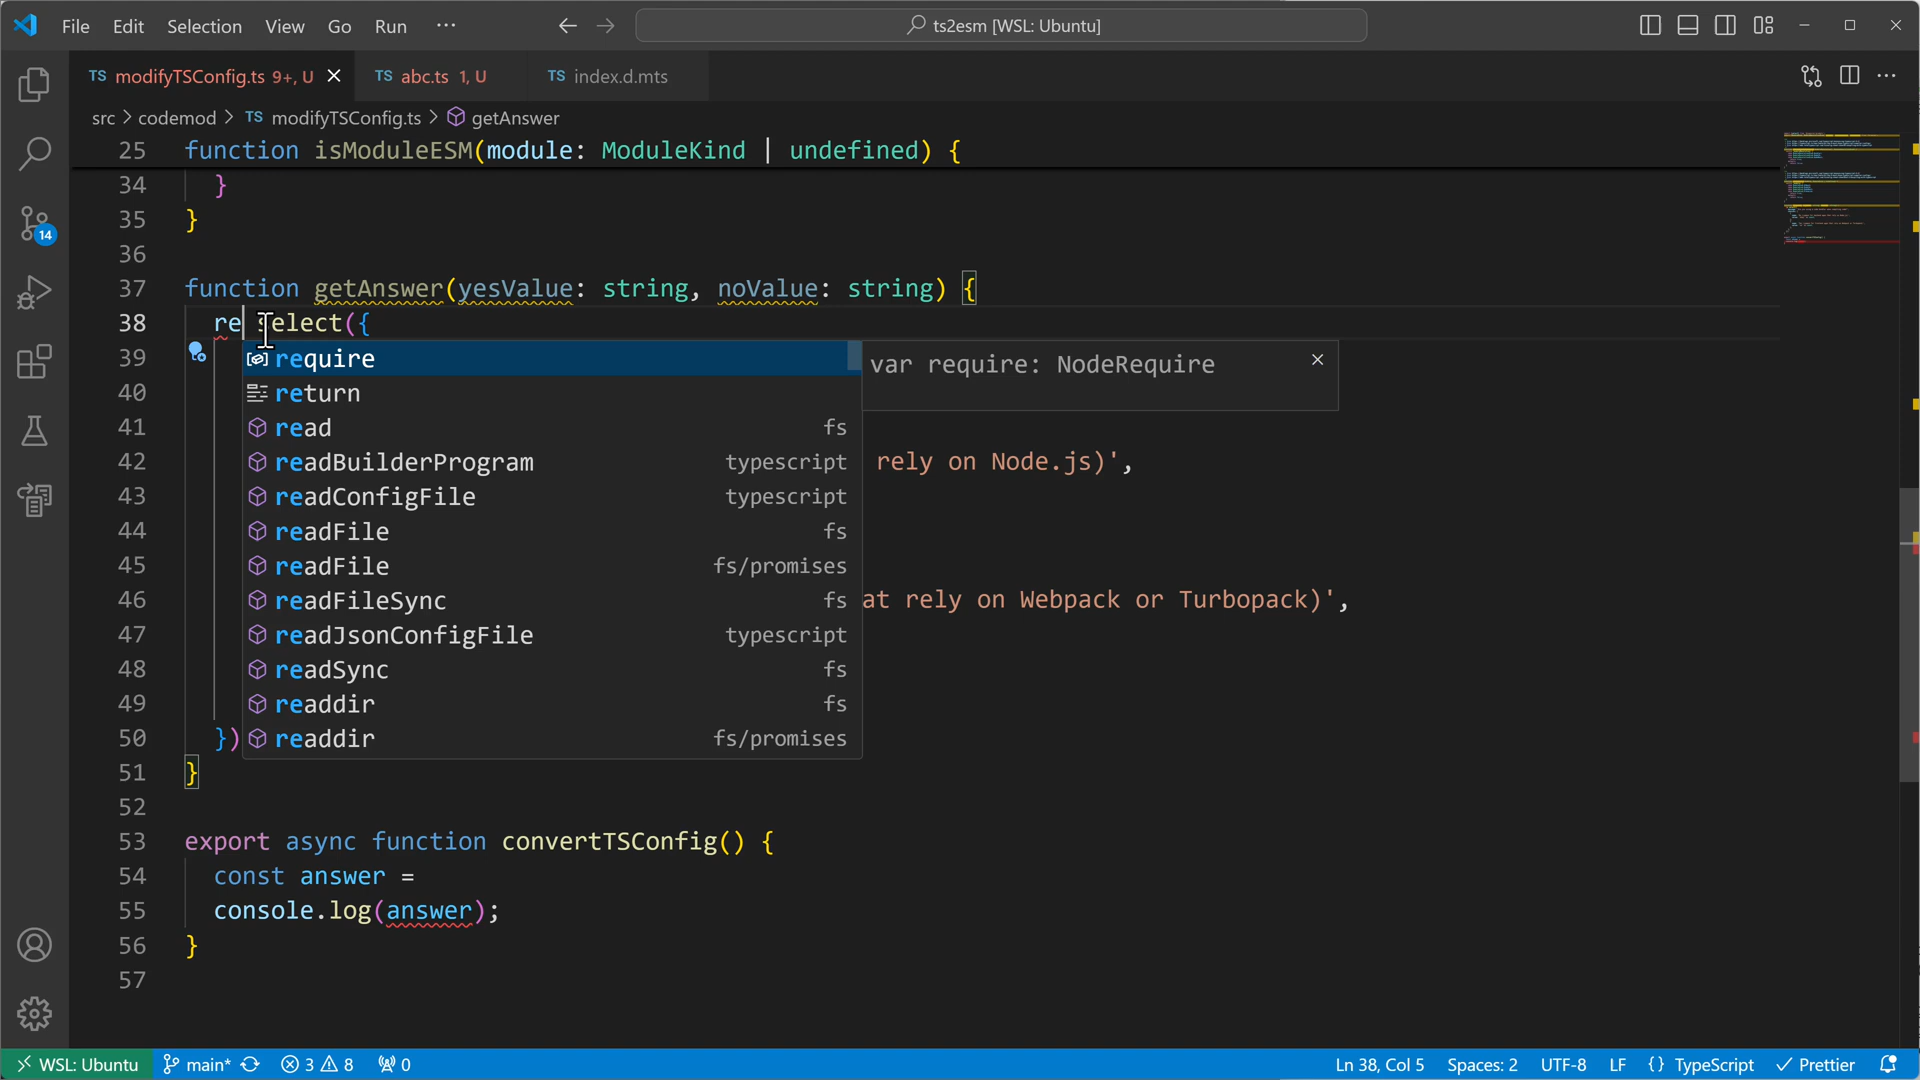 File Edit Selection View Go Run ··· ts2esm [WSL: Ubuntu]
TS modifyTSConfig.ts 9+, U TS abc.ts 1, U TS index.d.mts
src > codemod > TS modifyTSConfig.ts > getAnswer
25 function isModuleESM(module: ModuleKind | undefined) {
34 }
35 }
36
37 function getAnswer(yesValue: string, noValue: string) {
38 re select({
39 require var require: NodeRequire
40 return
41 read fs
42 readBuilderProgram typescript rely on Node.js)',
43 readConfigFile typescript
44 readFile fs
45 readFile fs/promises
46 readFileSync fs at rely on Webpack or Turbopack)',
47 readJsonConfigFile typescript
48 readSync fs
49 readdir fs
50 }) readdir fs/promises
51 }
52
53 export async function convertTSConfig() {
54 const answer =
55 console.log(answer);
56 }
57
14
WSL: Ubuntu main* 3 8 0 Ln 38, Col 5 Spaces: 2 UTF-8 LF {} TypeScript Prettier